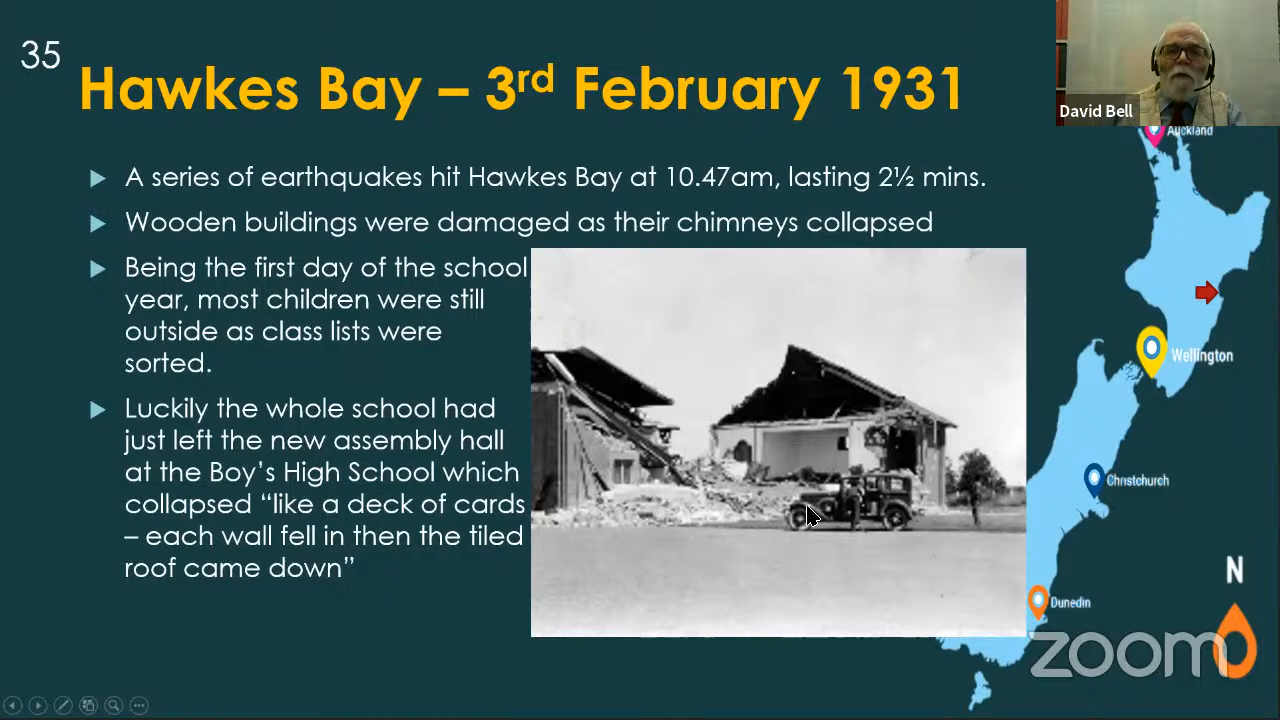 35
Hawkes Bay – 3rd February 1931
David Bell
Auckland
A series of earthquakes hit Hawkes Bay at 10.47am, lasting 2½ mins.
Wooden buildings were damaged as their chimneys collapsed
Being the first day of the school
year, most children were still
outside as class lists were
sorted.
Luckily the whole school had
just left the new assembly hall
at the Boy’s High School which
collapsed “like a deck of cards
– each wall fell in then the tiled
roof came down”
Wellington
Christchurch
N
Dunedin
zoom